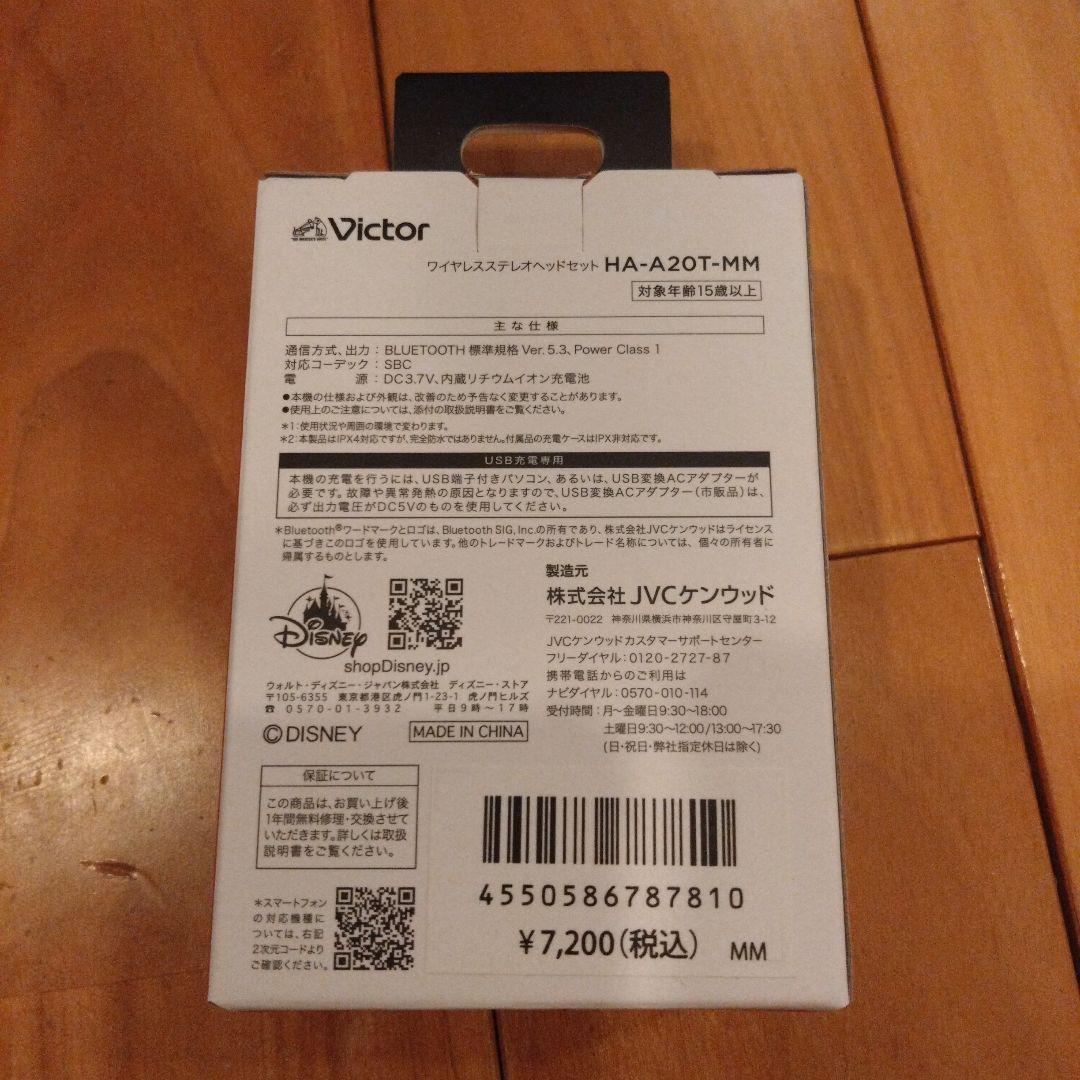 Victor
ワイヤレスステレオヘッドセット HA-A20T-MM
対象年齢15歳以上
主な仕様
通信方式、出力：BLUETOOTH 標準規格 Ver. 5.3、Power Class 1
対応コーデック：SBC
電 源：DC3.7V、内蔵リチウムイオン充電池
●本機の仕様および外観は、改善のため予告なく変更することがあります。
●使用上のご注意については、添付の取扱説明書をご覧ください。
*1：使用状況や周囲の環境で変わります。
*2：本製品はIPX4対応ですが、完全防水ではありません。付属品の充電ケースはIPX非対応です。
USB充電専用
本機の充電を行うには、USB端子付きパソコン、あるいは、USB変換ACアダプターが
必要です。故障や異常発熱の原因となりますので、USB変換ACアダプター（市販品）は、
必ず出力電圧がDC5Vのものを使用してください。
*Bluetooth®ワードマークとロゴは、Bluetooth SIG, Inc.の所有であり、株式会社JVCケンウッドはライセンス
に基づきこのロゴを使用しています。他のトレードマークおよびトレード名称については、個々の所有者に
帰属するものとします。
Disney
shopDisney.jp
ウォルト・ディズニー・ジャパン株式会社 ディズニー・ストア
〒105-6355 東京都港区虎ノ門1-23-1 虎ノ門ヒルズ
☎ 0570-01-3932 平日9時～17時
©DISNEY
MADE IN CHINA
製造元
株式会社JVCケンウッド
〒221-0022 神奈川県横浜市神奈川区守屋町3-12
JVCケンウッドカスタマーサポートセンター
フリーダイヤル：0120-2727-87
携帯電話からのご利用は
ナビダイヤル：0570-010-114
受付時間：月～金曜日9:30～18:00
土曜日9:30～12:00/13:00～17:30
(日・祝日・弊社指定休日は除く)
保証について
この商品は、お買い上げ後
1年間無料修理・交換させて
いただきます。詳しくは取扱
説明書をご覧ください。
*スマートフォン
の対応機種に
ついては、右記
2次元コードより
ご確認ください。
4550586787810
￥7,200(税込)
MM